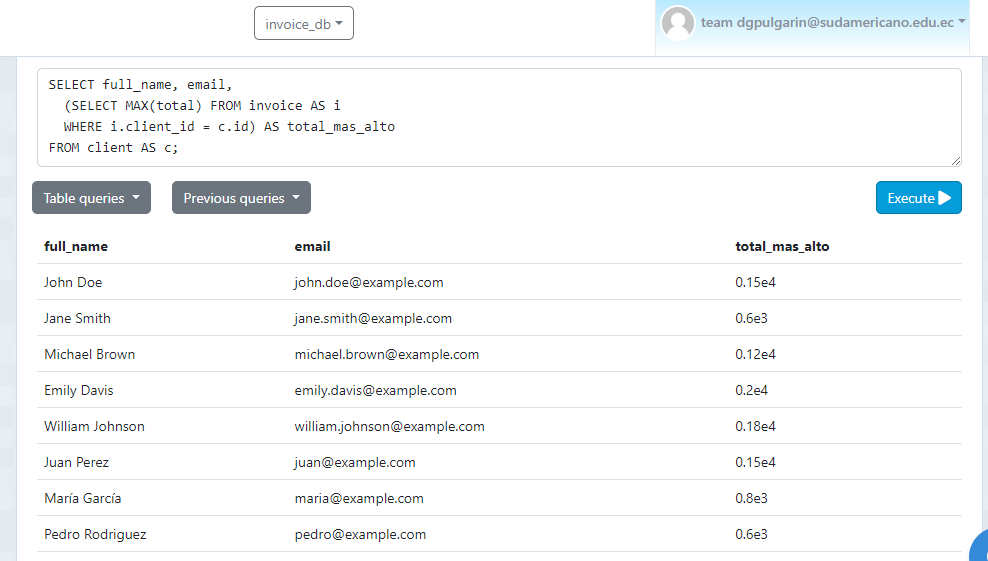 invoice_db
team dgpulgarin@sudamericano.edu.ec
SELECT full_name, email,
(SELECT MAX(total) FROM invoice AS i
WHERE i.client_id = c.id) AS total_mas_alto
FROM client AS c;
Table queries
Previous queries
Execute
full_name email total_mas_alto
John Doe john.doe@example.com 0.15e4
Jane Smith jane.smith@example.com 0.6e3
Michael Brown michael.brown@example.com 0.12e4
Emily Davis emily.davis@example.com 0.2e4
William Johnson william.johnson@example.com 0.18e4
Juan Perez juan@example.com 0.15e4
María García maria@example.com 0.8e3
Pedro Rodriguez pedro@example.com 0.6e3